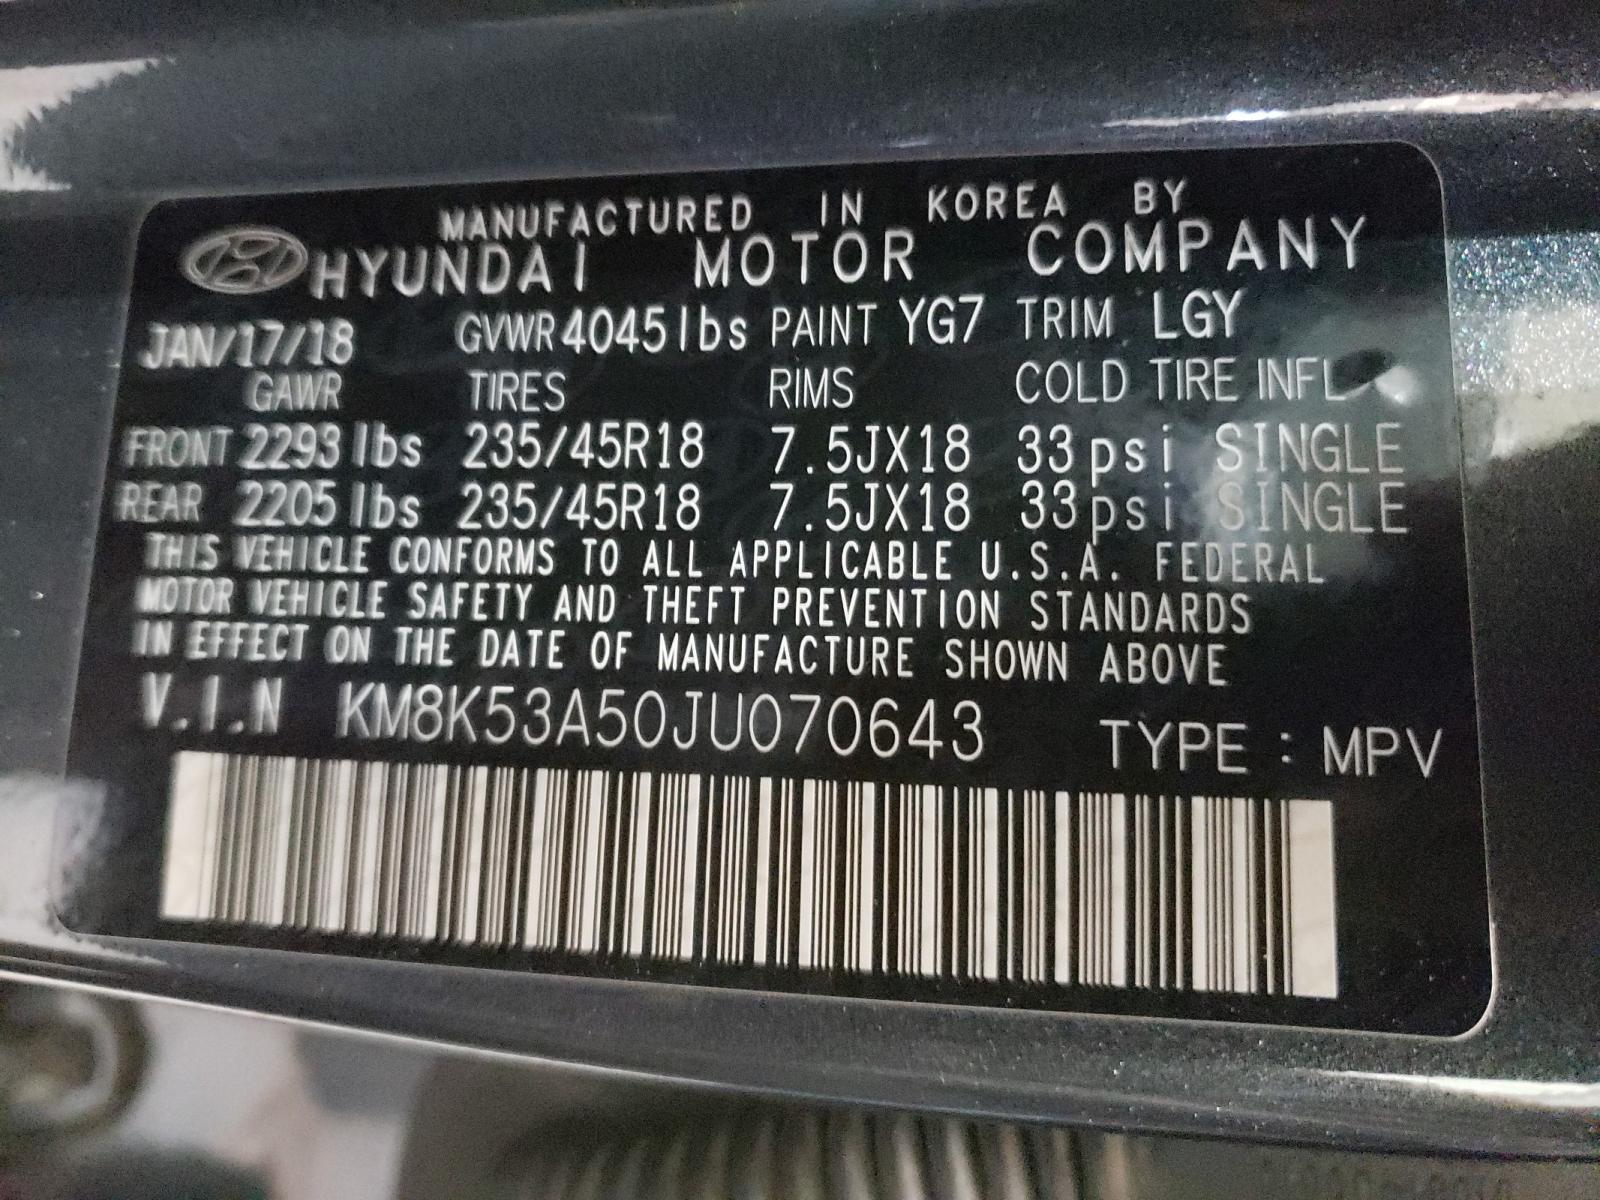 MANUFACTURED IN KOREA BY
HYUNDAI MOTOR COMPANY
JAN/17/18 GVWR 4045 lbs PAINT YG7 TRIM LGY
GAWR TIRES RIMS COLD TIRE INFL
FRONT 2293 lbs 235/45R18 7.5JX18 33 psi SINGLE
REAR 2205 lbs 235/45R18 7.5JX18 33 psi SINGLE
THIS VEHICLE CONFORMS TO ALL APPLICABLE U.S.A. FEDERAL
MOTOR VEHICLE SAFETY AND THEFT PREVENTION STANDARDS
IN EFFECT ON THE DATE OF MANUFACTURE SHOWN ABOVE
V.I.N KM8K53A50JU070643 TYPE : MPV